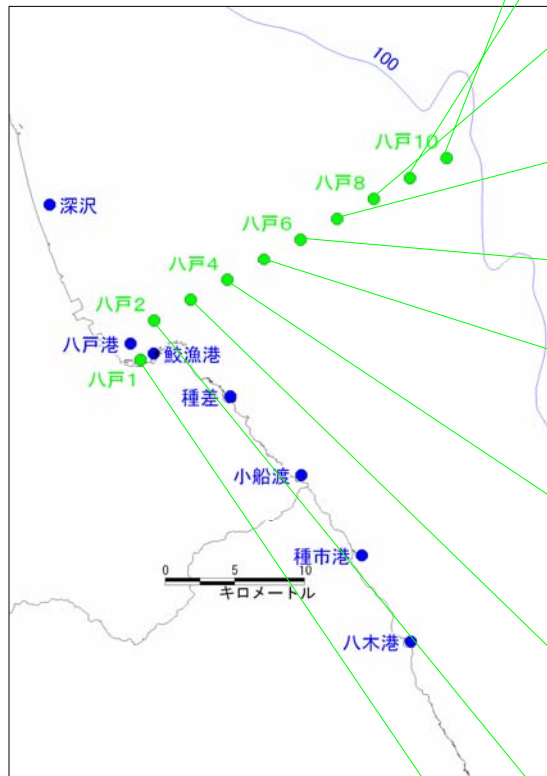 100
八戸10
八戸8
深沢
八戸6
八戸4
八戸2
八戸港
鮫漁港
八戸1
種差
小船渡
種市港
0 5 10
キロメートル
八木港